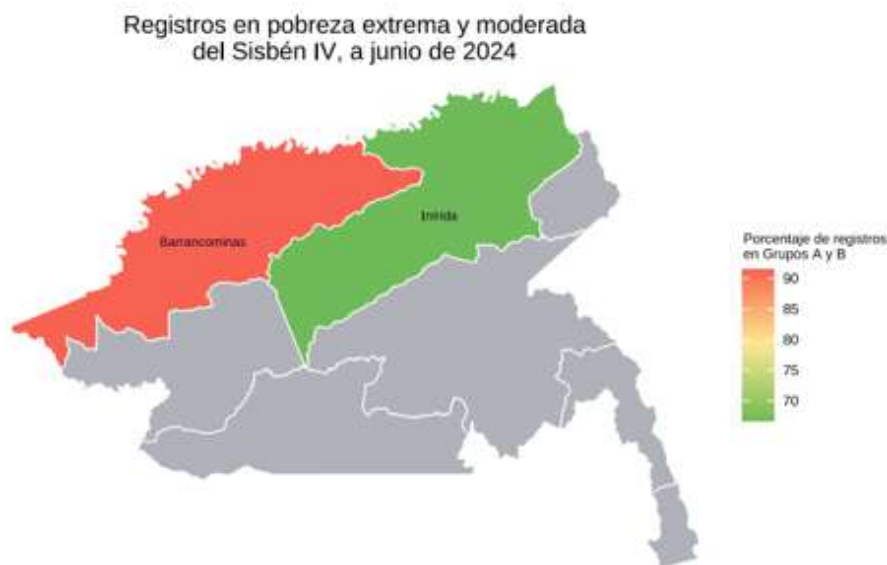 Registros en pobreza extrema y moderada
del Sisbén IV, a junio de 2024
Barrancominas
Inírida
Porcentaje de registros
en Grupos A y B
90
85
80
75
70